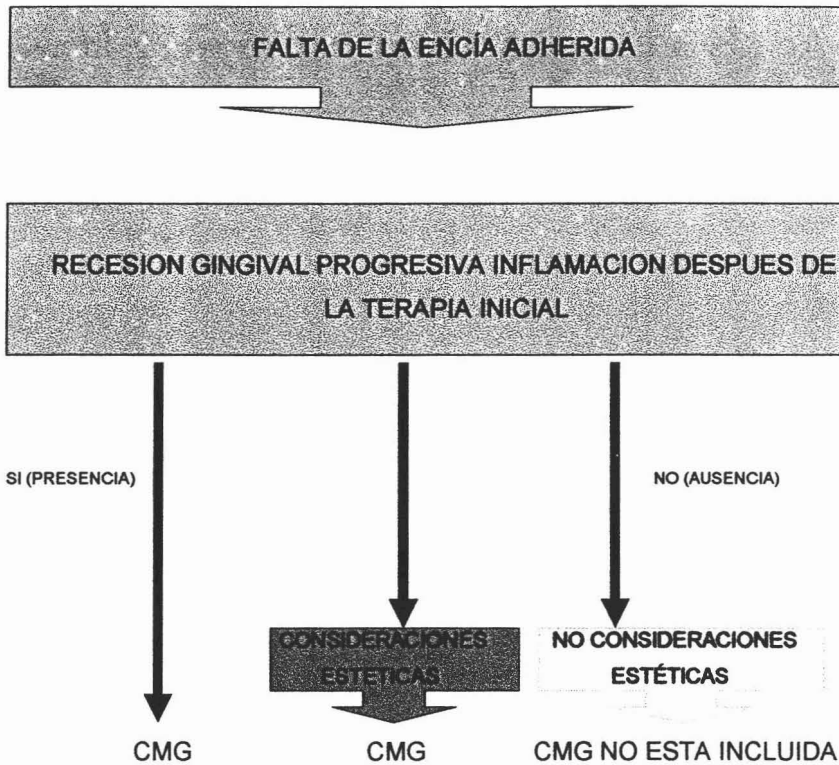 FALTA DE LA ENCÍA ADHERIDA
RECESION GINGIVAL PROGRESIVA INFLAMACION DESPUES DE
LA TERAPIA INICIAL
SI (PRESENCIA)
NO (AUSENCIA)
CONSIDERACIONES
ESTETICAS
NO CONSIDERACIONES
ESTÉTICAS
CMG
CMG
CMG NO ESTA INCLUIDA